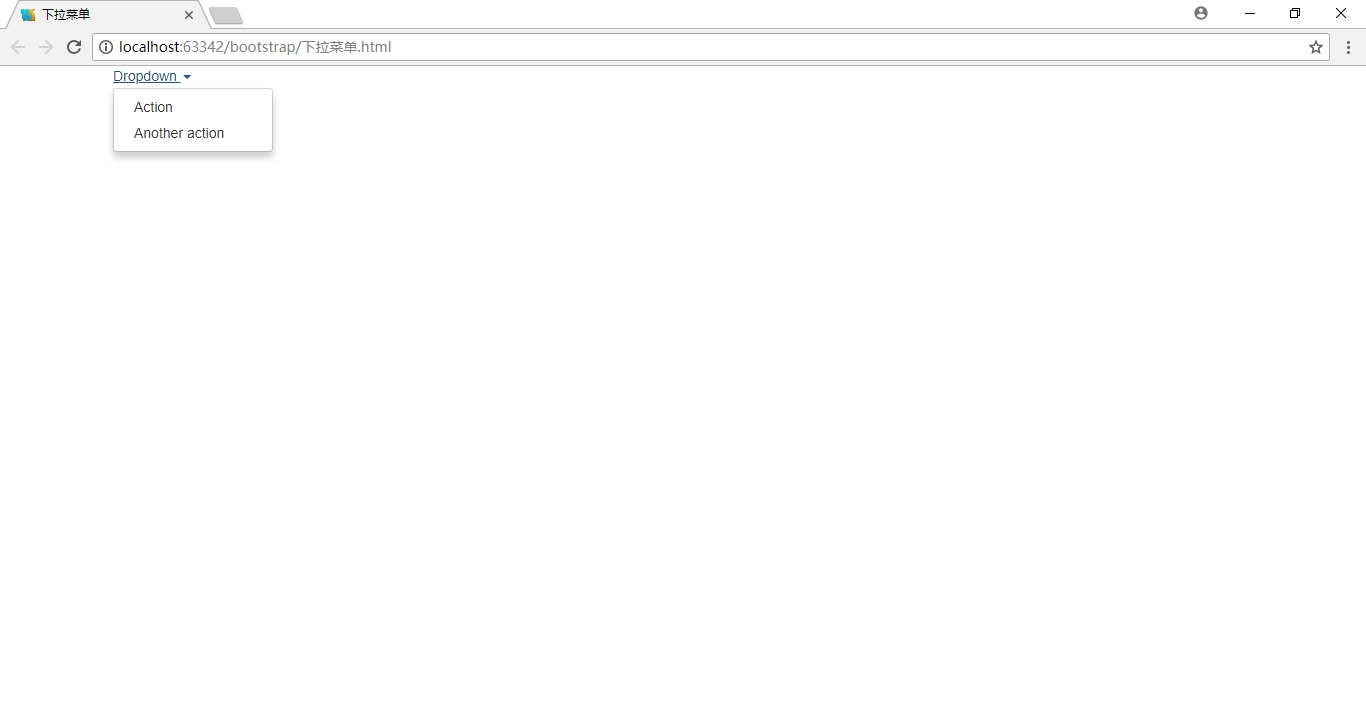 下拉菜单
localhost:63342/bootstrap/下拉菜单.html
Dropdown
Action
Another action